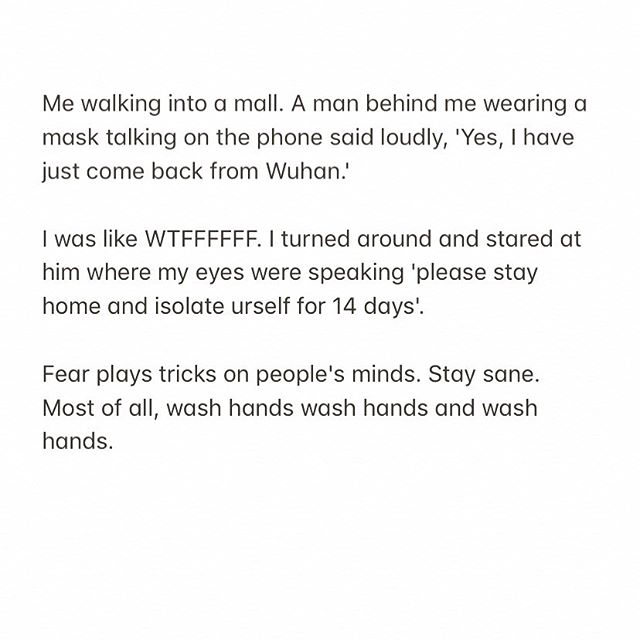 Me walking into a mall. A man behind me wearing a
mask talking on the phone said loudly, 'Yes, I have
just come back from Wuhan.'
I was like WTFFFFFF. I turned around and stared at
him where my eyes were speaking 'please stay
home and isolate urself for 14 days'.
Fear plays tricks on people's minds. Stay sane.
Most of all, wash hands wash hands and wash
hands.